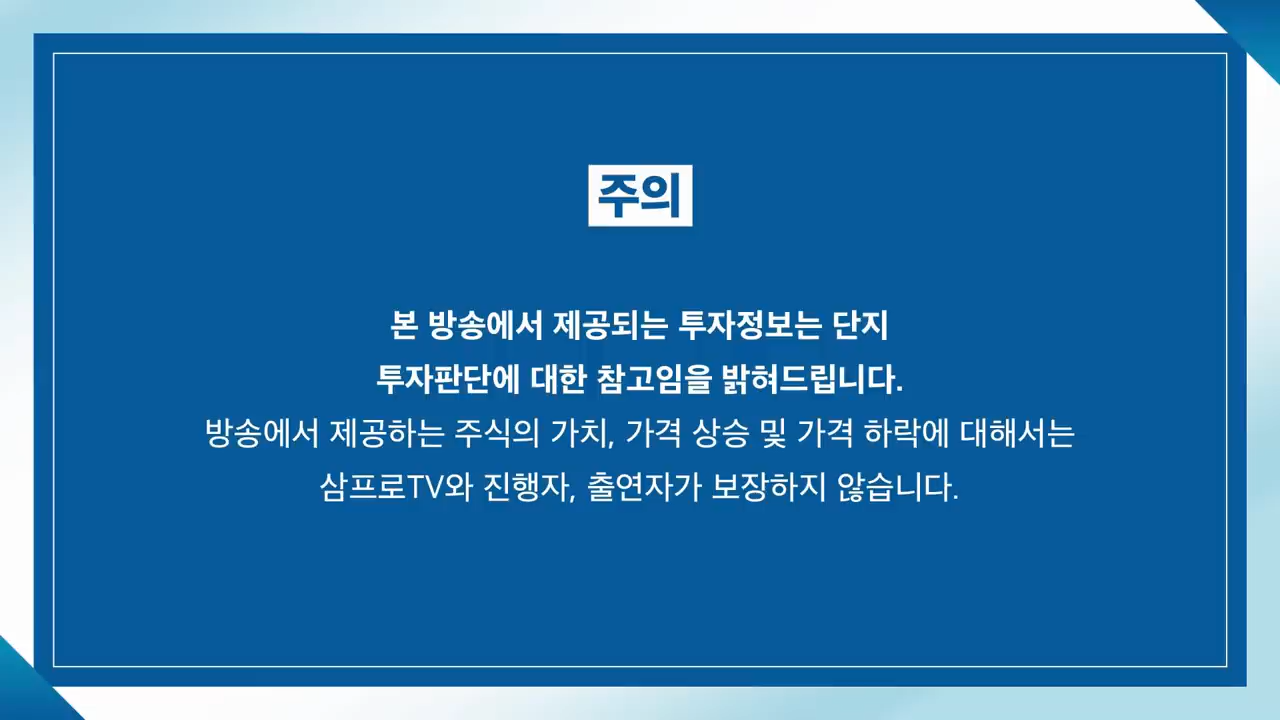 주의
본 방송에서 제공되는 투자정보는 단지
투자판단에 대한 참고임을 밝혀드립니다.
방송에서 제공하는 주식의 가치, 가격 상승 및 가격 하락에 대해서는
삼프로TV와 진행자, 출연자가 보장하지 않습니다.